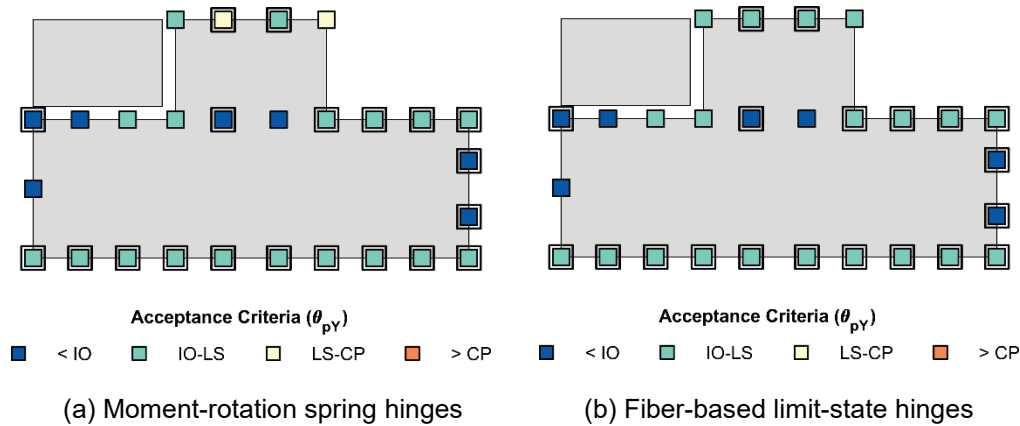 Acceptance Criteria (θpY)
< IO IO-LS LS-CP > CP
(a) Moment-rotation spring hinges
Acceptance Criteria (θpY)
< IO IO-LS LS-CP > CP
(b) Fiber-based limit-state hinges